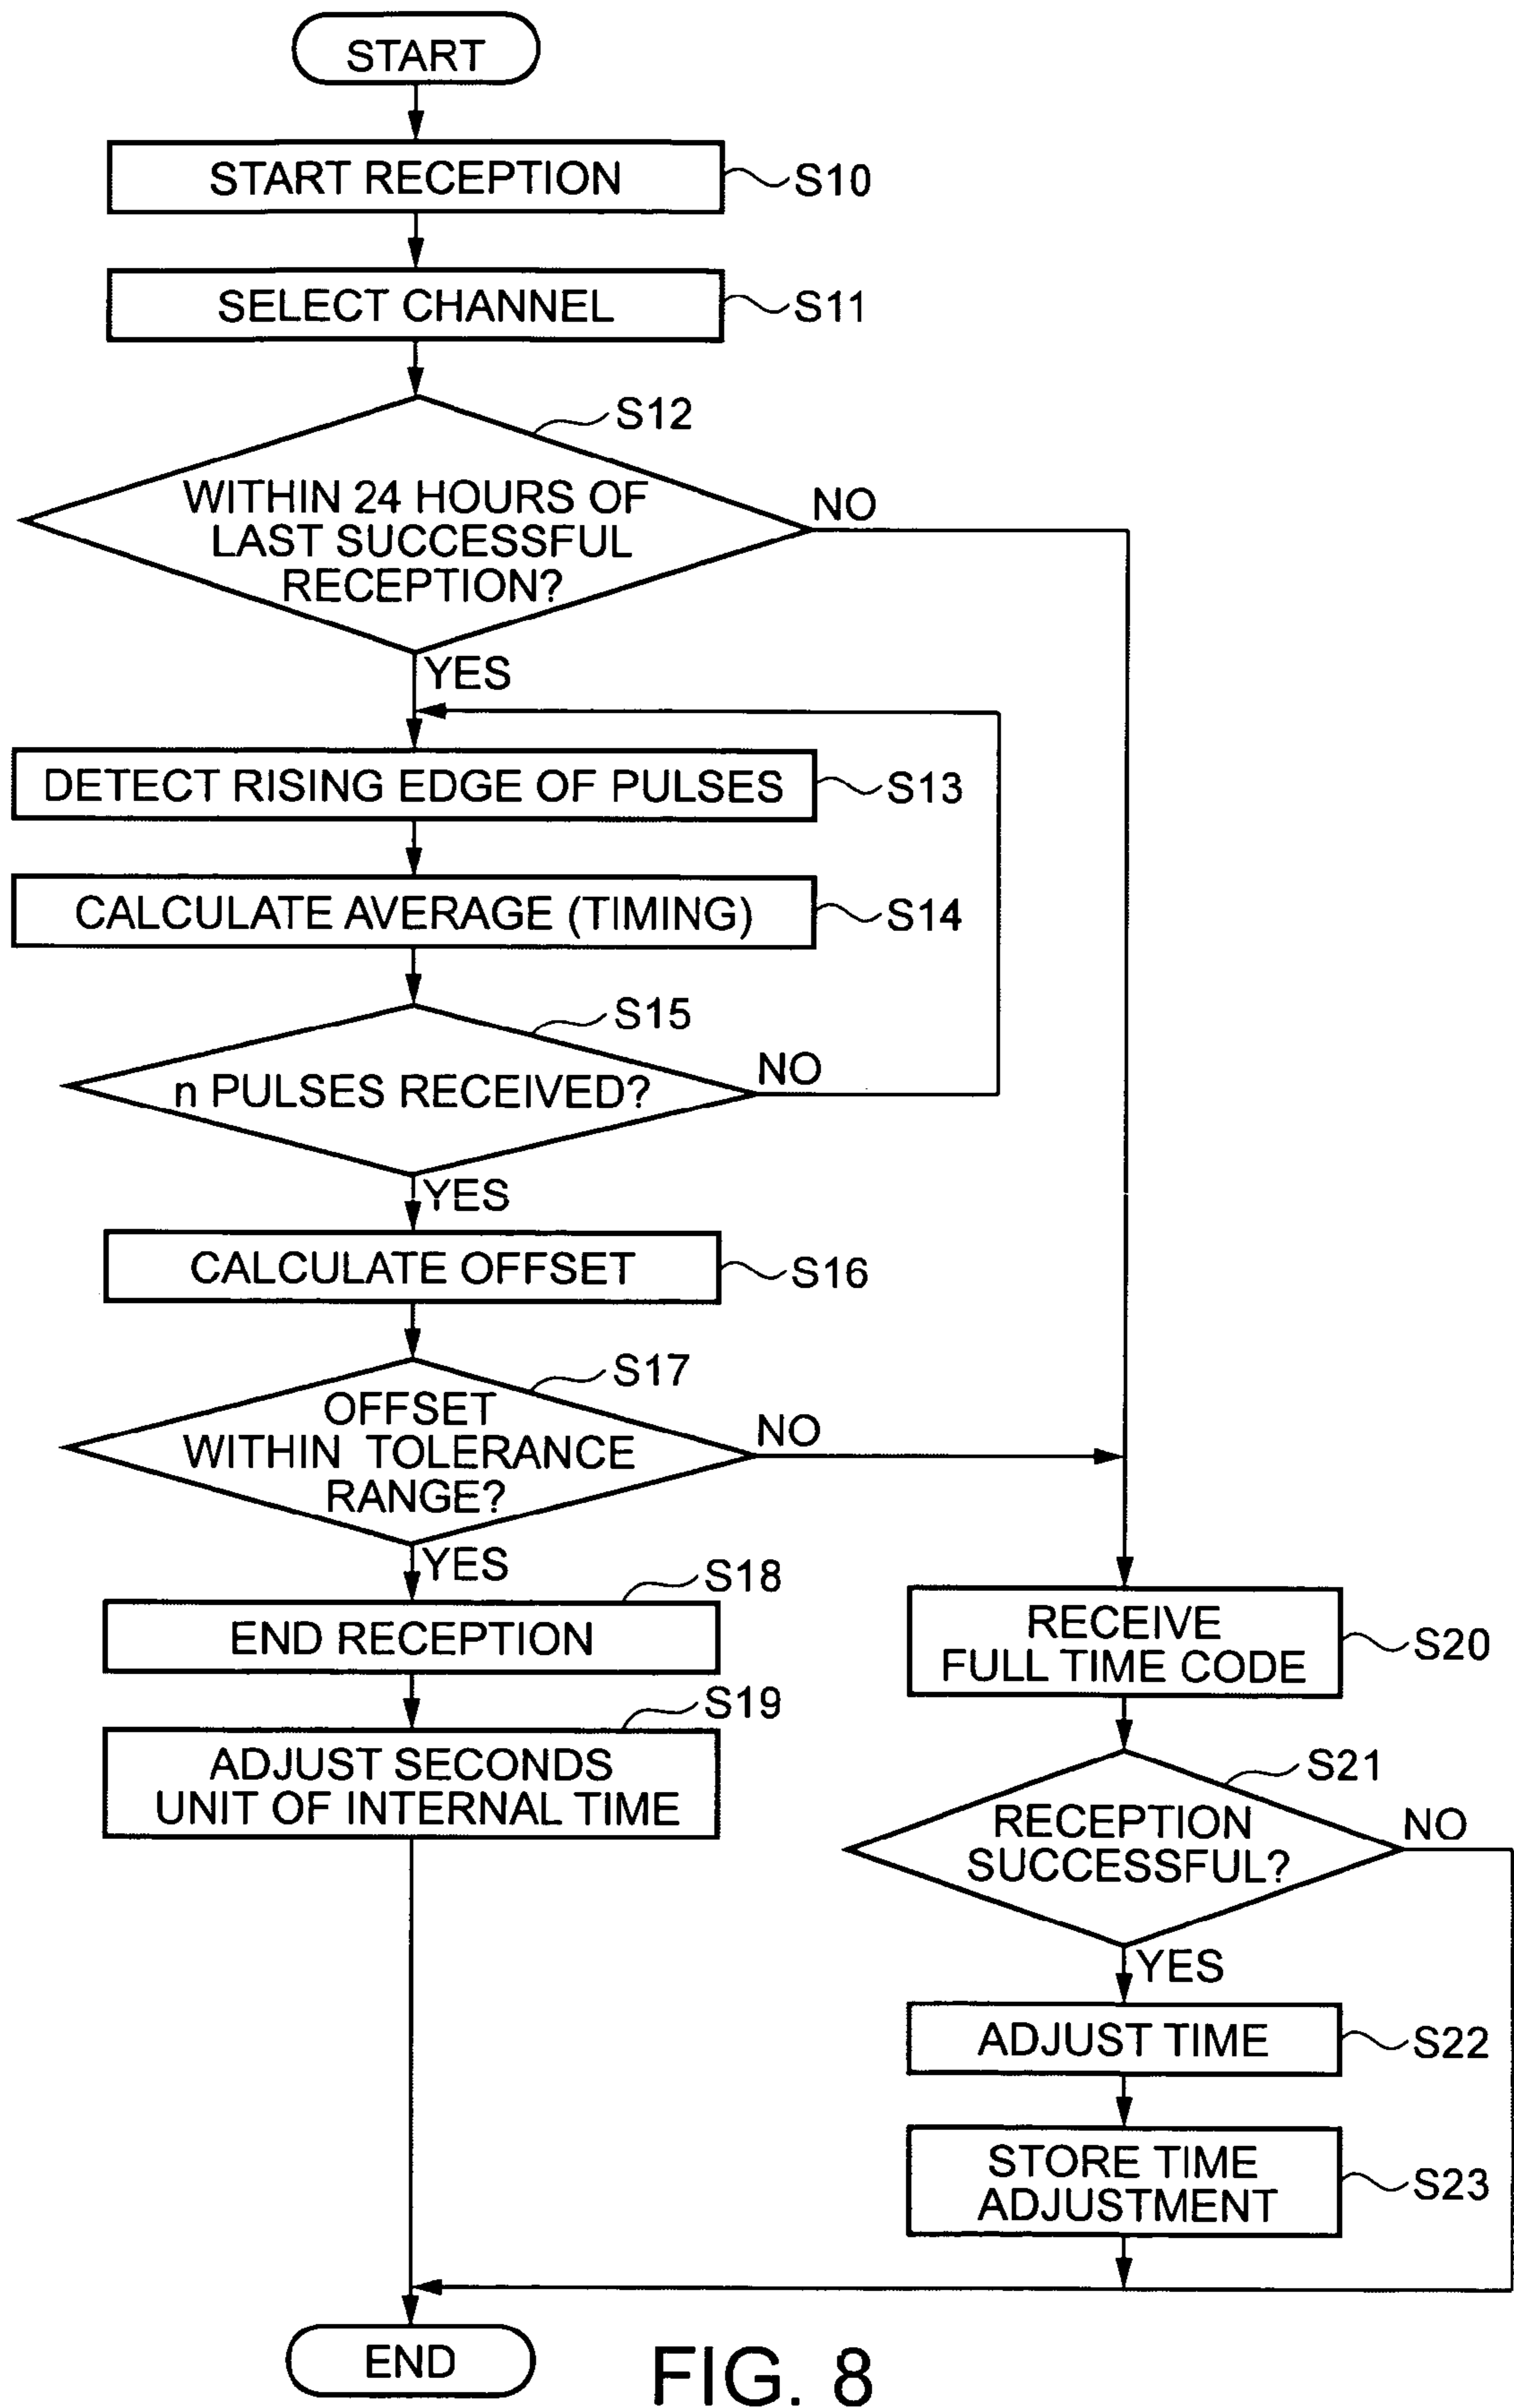 START
START RECEPTION
S10
SELECT CHANNEL
S11
S12
WITHIN 24 HOURS OF
LAST SUCCESSFUL
RECEPTION?
NO
YES
DETECT RISING EDGE OF PULSES
S13
CALCULATE AVERAGE (TIMING)
S14
S15
n PULSES RECEIVED?
NO
YES
CALCULATE OFFSET
S16
S17
OFFSET
WITHIN TOLERANCE
RANGE?
NO
YES
S18
END RECEPTION
S19
ADJUST SECONDS
UNIT OF INTERNAL TIME
RECEIVE
FULL TIME CODE
S20
S21
RECEPTION
SUCCESSFUL?
NO
YES
ADJUST TIME
S22
STORE TIME
ADJUSTMENT
S23
END
FIG. 8